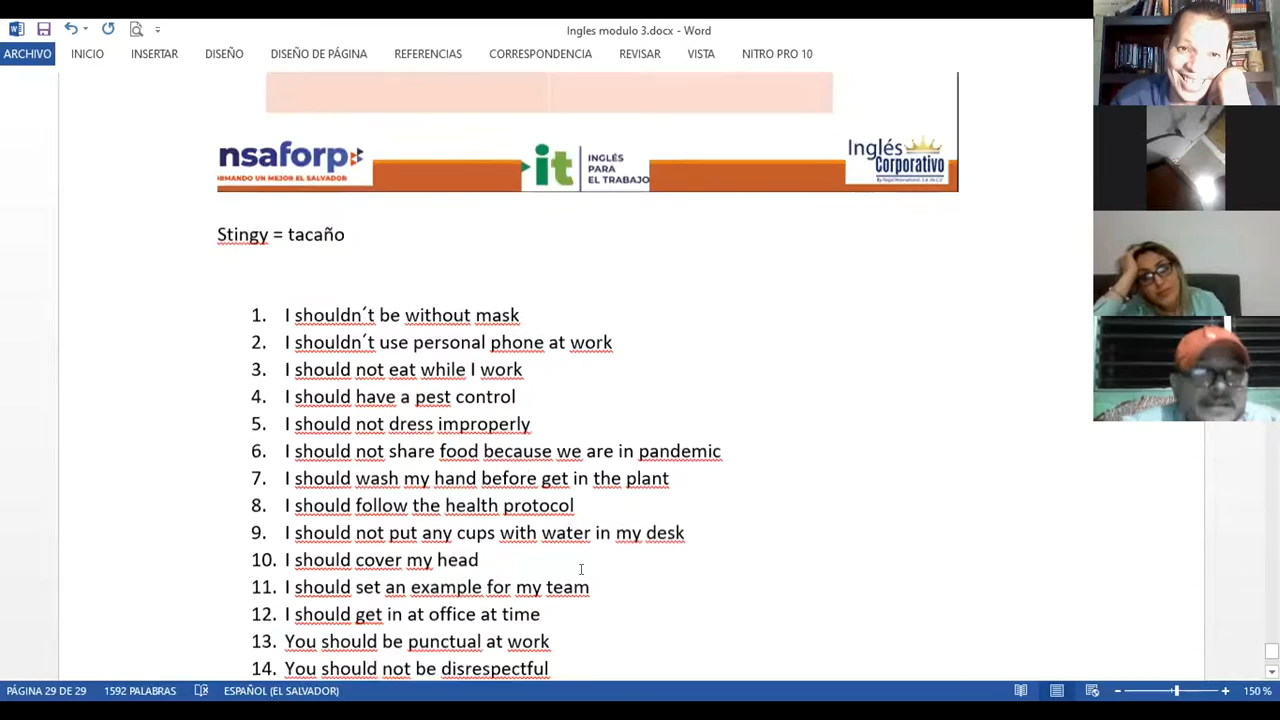 Ingles modulo 3.docx - Word
ARCHIVO INICIO INSERTAR DISEÑO DISEÑO DE PÁGINA REFERENCIAS CORRESPONDENCIA REVISAR VISTA NITRO PRO 10
nsaforp
RMANDO UN MEJOR EL SALVADOR
it
INGLÉS
PARA
EL TRABAJO
Inglés
Corporativo
Stingy = tacaño
1. I shouldn´t be without mask
2. I shouldn´t use personal phone at work
3. I should not eat while I work
4. I should have a pest control
5. I should not dress improperly
6. I should not share food because we are in pandemic
7. I should wash my hand before get in the plant
8. I should follow the health protocol
9. I should not put any cups with water in my desk
10. I should cover my head
11. I should set an example for my team
12. I should get in at office at time
13. You should be punctual at work
14. You should not be disrespectful
PÁGINA 29 DE 29 1592 PALABRAS ESPAÑOL (EL SALVADOR) 150 %